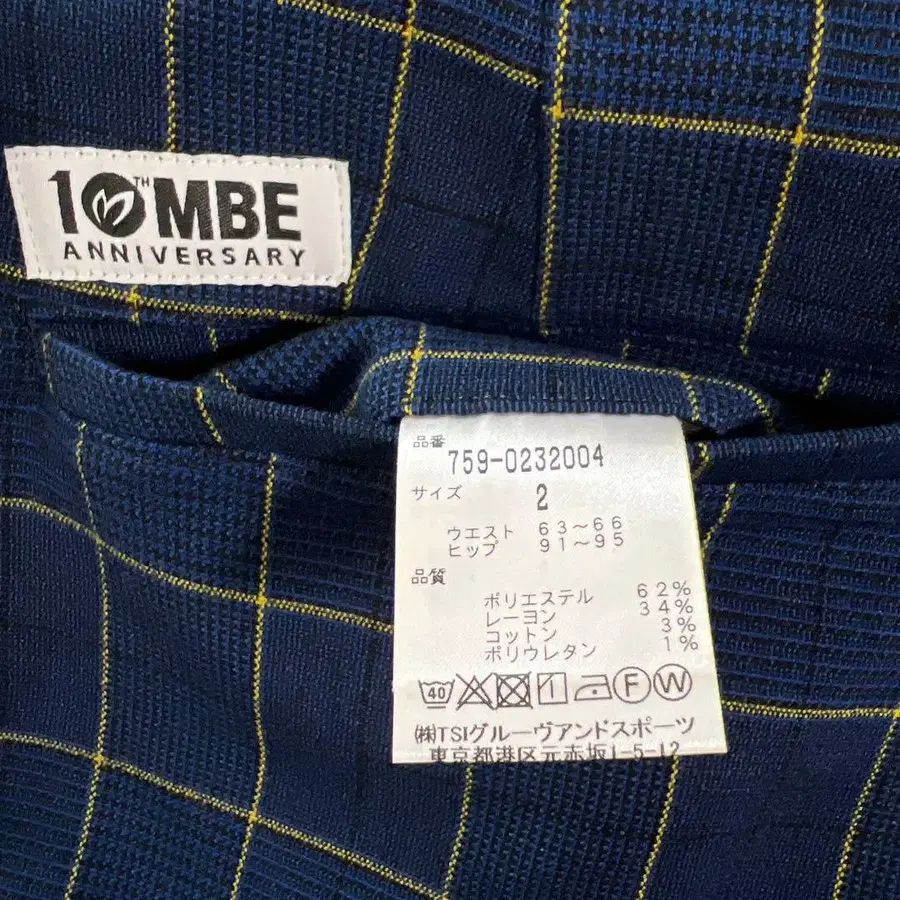 10TH MBE
ANNIVERSARY
品番
759-0232004
サイズ 2
ウエスト 63～66
ヒップ 91～95
品質
ポリエステル 62%
レーヨン 34%
コットン 3%
ポリウレタン 1%
40 F W
㈱TSIグルーヴアンドスポーツ
東京都港区元赤坂1-5-12